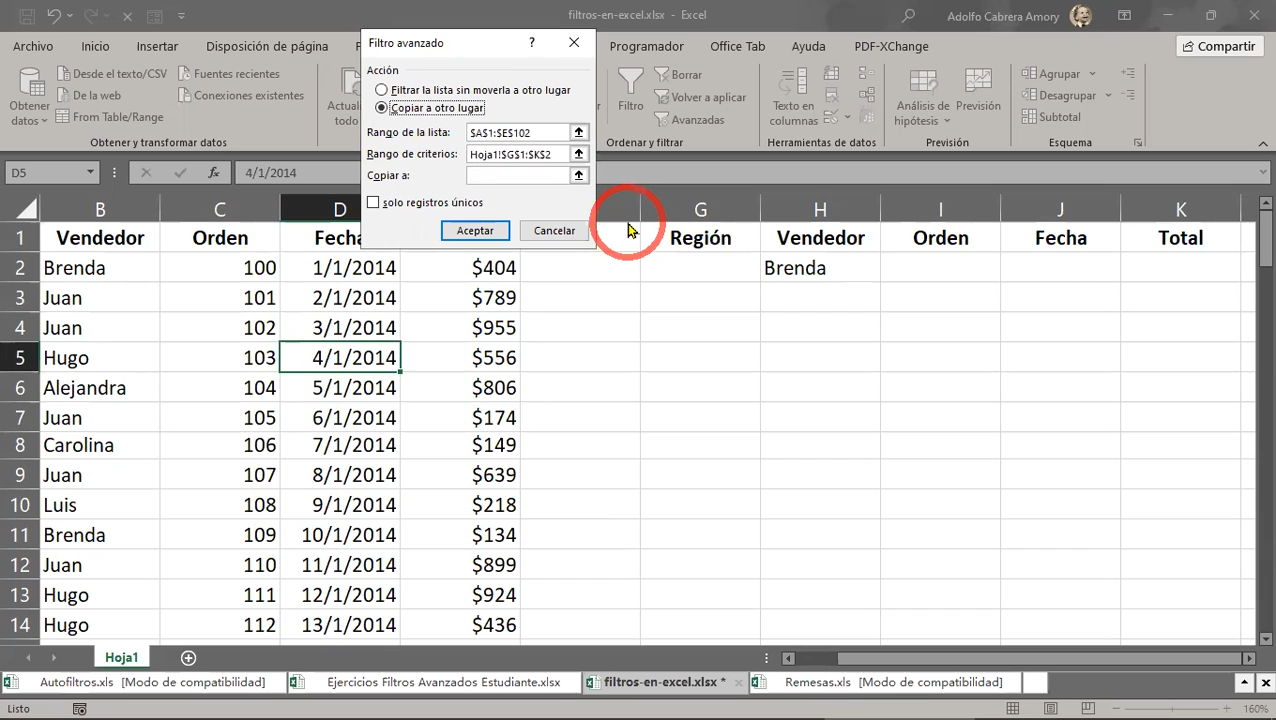 filtros-en-excel.xlsx - Excel
Adolfo Cabrera Amory
Archivo Inicio Insertar Disposición de página Programador Office Tab Ayuda PDF-XChange Compartir
Obtener datos
Desde el texto/CSV
De la web
From Table/Range
Fuentes recientes
Conexiones existentes
Obtener y transformar datos
todo
Filtro
Borrar
Volver a aplicar
Avanzadas
Ordenar y filtrar
Texto en columnas
Herramientas de datos
Análisis de hipótesis
Previsión
Agrupar
Desagrupar
Subtotal
Esquema
Filtro avanzado ?
Acción
Filtrar la lista sin moverla a otro lugar
Copiar a otro lugar
Rango de la lista: $A$1:$E$102
Rango de criterios: Hoja1!$G$1:$K$2
Copiar a:
Solo registros únicos
Aceptar Cancelar
D5 fx 4/1/2014
B C D G H I J K
1 Vendedor Orden Fecha Región Vendedor Orden Fecha Total
2 Brenda 100 1/1/2014 $404 Brenda
3 Juan 101 2/1/2014 $789
4 Juan 102 3/1/2014 $955
5 Hugo 103 4/1/2014 $556
6 Alejandra 104 5/1/2014 $806
7 Juan 105 6/1/2014 $174
8 Carolina 106 7/1/2014 $149
9 Juan 107 8/1/2014 $639
10 Luis 108 9/1/2014 $218
11 Brenda 109 10/1/2014 $134
12 Juan 110 11/1/2014 $899
13 Hugo 111 12/1/2014 $924
14 Hugo 112 13/1/2014 $436
Hoja1
Autofiltros.xls [Modo de compatibilidad] Ejercicios Filtros Avanzados Estudiante.xlsx filtros-en-excel.xlsx * Remesas.xls [Modo de compatibilidad]
Listo 160%